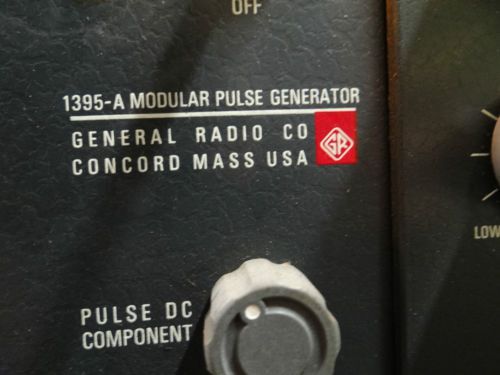 OFF
1395-A MODULAR PULSE GENERATOR
GENERAL RADIO CO
CONCORD MASS USA
GR
LOW
PULSE DC
COMPONENT